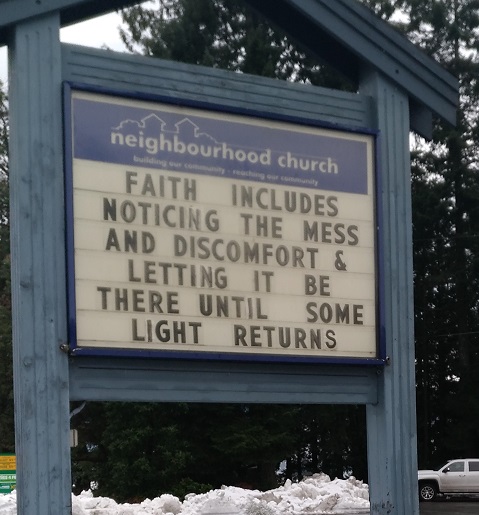 neighbourhood church
building our community - reaching our community
FAITH INCLUDES
NOTICING THE MESS
AND DISCOMFORT &
LETTING IT BE
THERE UNTIL SOME
LIGHT RETURNS